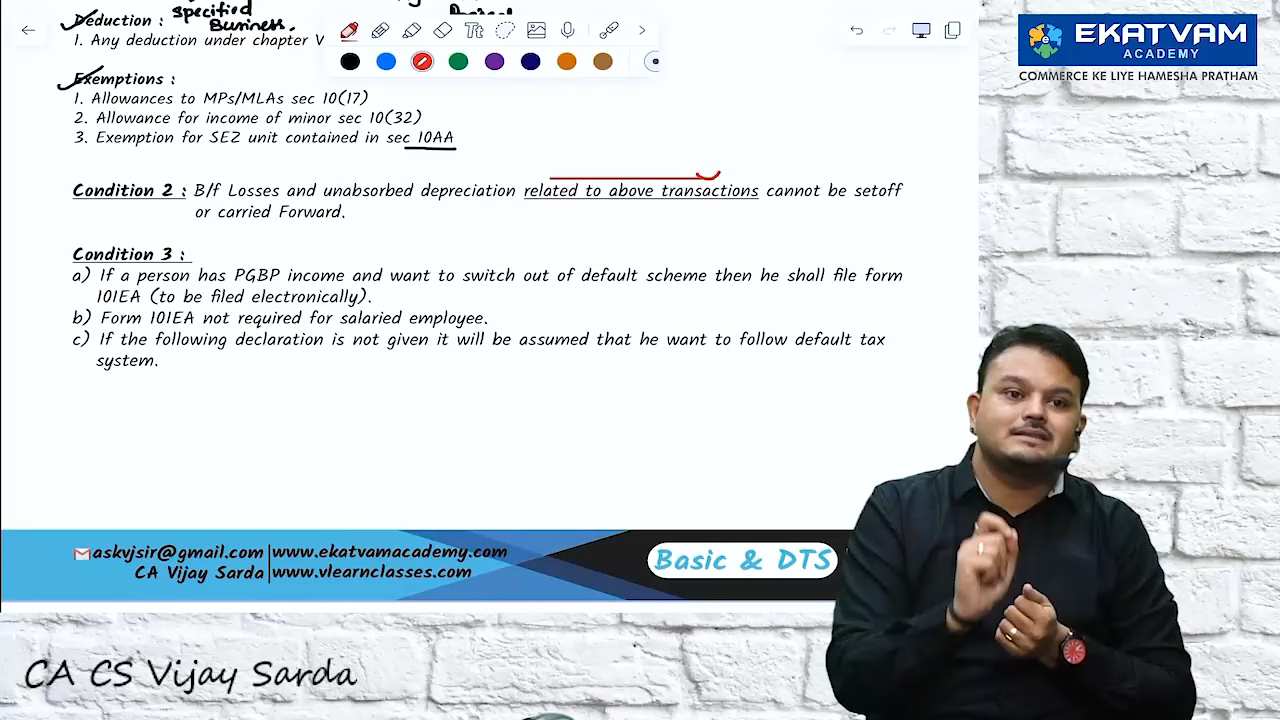 Deduction :
specified
Business.
1. Any deduction under chapter V
Exemptions :
1. Allowances to MPs/MLAs sec 10(17)
2. Allowance for income of minor sec 10(32)
3. Exemption for SEZ unit contained in sec 10AA
Condition 2 : B/f Losses and unabsorbed depreciation related to above transactions cannot be setoff
or carried Forward.
Condition 3 :
a) If a person has PGBP income and want to switch out of default scheme then he shall file form
101EA (to be filed electronically).
b) Form 101EA not required for salaried employee.
c) If the following declaration is not given it will be assumed that he want to follow default tax
system.
askvjsir@gmail.com | www.ekatvamacademy.com
CA Vijay Sarda | www.vlearnclasses.com
Basic & DTS
Tt
EKATVAM
ACADEMY
COMMERCE KE LIYE HAMESHA PRATHAM
CA CS Vijay Sarda